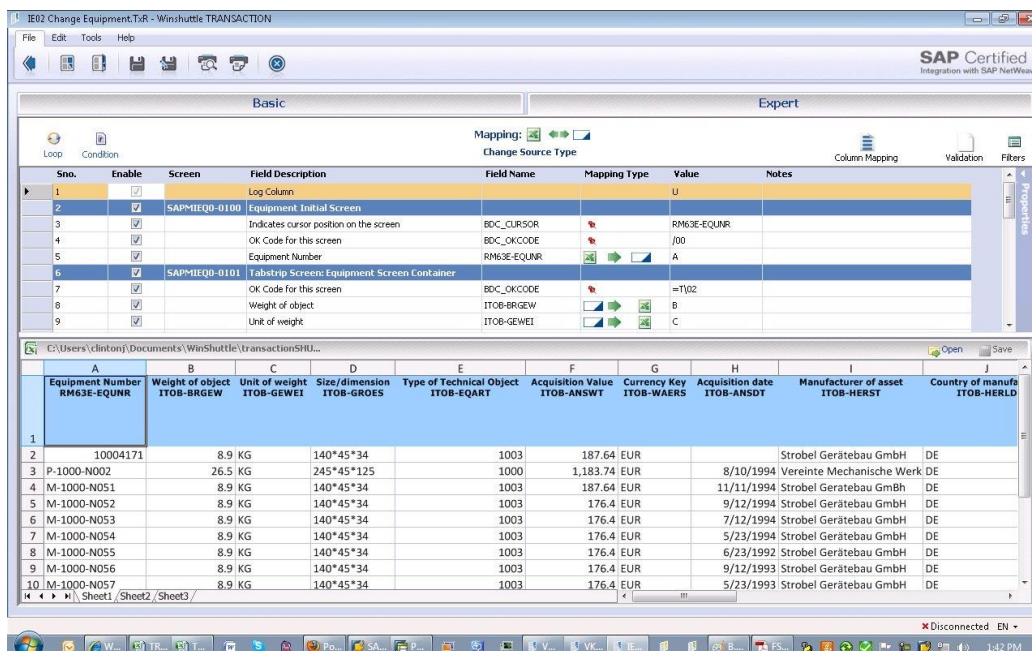 IE02 Change Equipment.TxR - Winshuttle TRANSACTION
File Edit Tools Help
SAP Certified
Integration with SAP NetWeav
Basic Expert
Loop Condition Mapping: Change Source Type Column Mapping Validation Filters
Sno. Enable Screen Field Description Field Name Mapping Type Value Notes
Properties
1 Log Column U
2 SAPMIEQ0-0100 Equipment Initial Screen
3 Indicates cursor position on the screen BDC_CURSOR RM63E-EQUNR
4 OK Code for this screen BDC_OKCODE /00
5 Equipment Number RM63E-EQUNR A
6 SAPMIEQ0-0101 Tabstrip Screen: Equipment Screen Container
7 OK Code for this screen BDC_OKCODE =T\02
8 Weight of object ITOB-BRGEW B
9 Unit of weight ITOB-GEWEI C
C:\Users\clintonj\Documents\WinShuttle\transactionSHU... Open Save
A B C D E F G H I J
Equipment Number Weight of object Unit of weight Size/dimension Type of Technical Object Acquisition Value Currency Key Acquisition date Manufacturer of asset Country of manufa
RM63E-EQUNR ITOB-BRGEW ITOB-GEWEI ITOB-GROES ITOB-EQART ITOB-ANSWT ITOB-WAERS ITOB-ANSDT ITOB-HERST ITOB-HERLD
1
2 10004171 8.9 KG 140*45*34 1003 187.64 EUR Strobel Gerätebau GmbH DE
3 P-1000-N002 26.5 KG 245*45*125 1000 1,183.74 EUR 8/10/1994 Vereinte Mechanische Werk DE
4 M-1000-N051 8.9 KG 140*45*34 1003 187.64 EUR 11/11/1994 Strobel Geratebau GmBh DE
5 M-1000-N052 8.9 KG 140*45*34 1003 176.4 EUR 9/12/1994 Strobel Gerätebau GmbH DE
6 M-1000-N053 8.9 KG 140*45*34 1003 176.4 EUR 7/12/1994 Strobel Gerätebau GmbH DE
7 M-1000-N054 8.9 KG 140*45*34 1003 176.4 EUR 5/23/1994 Strobel Gerätebau GmbH DE
8 M-1000-N055 8.9 KG 140*45*34 1003 176.4 EUR 6/23/1992 Strobel Gerätebau GmbH DE
9 M-1000-N056 8.9 KG 140*45*34 1003 176.4 EUR 9/12/1993 Strobel Gerätebau GmbH DE
10 M-1000-N057 8.9 KG 140*45*34 1003 176.4 EUR 5/23/1993 Strobel Gerätebau GmbH DE
Sheet1 Sheet2 Sheet3
Disconnected EN
W... TR... T... Po... SA... P... V... VK... IE... B... FS... 1:42 PM